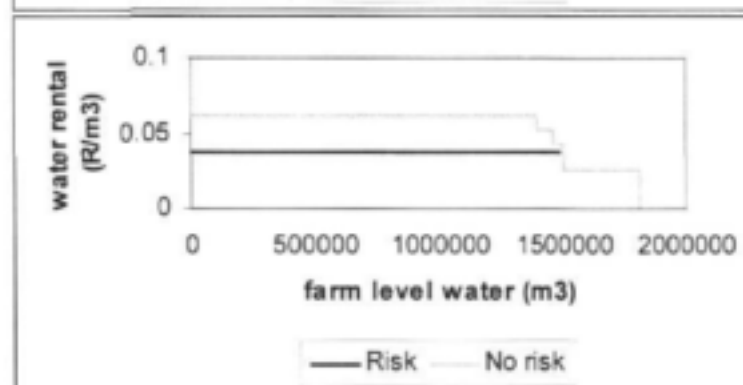 water rental
(R/m3)
0.1
0.05
0
0 500000 1000000 1500000 2000000
farm level water (m3)
Risk No risk